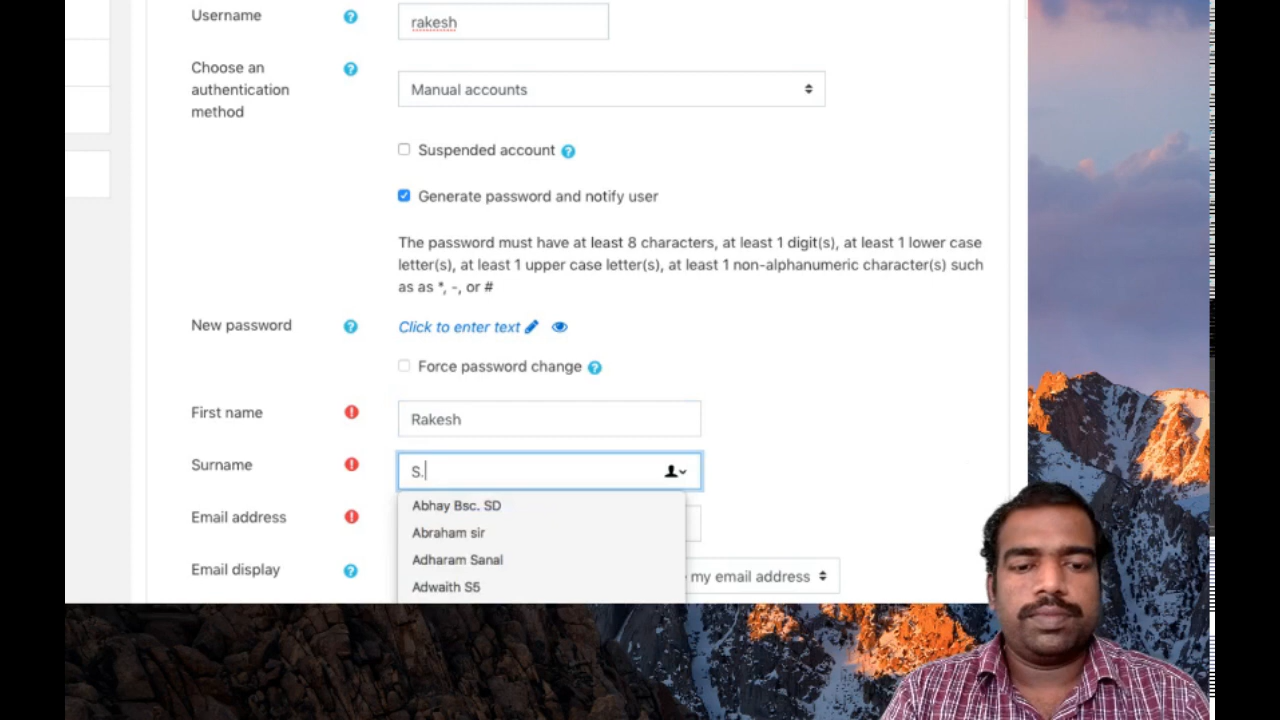 Username
rakesh
Choose an
authentication
method
Manual accounts
Suspended account
Generate password and notify user
The password must have at least 8 characters, at least 1 digit(s), at least 1 lower case
letter(s), at least 1 upper case letter(s), at least 1 non-alphanumeric character(s) such
as as *, -, or #
New password
Click to enter text
Force password change
First name
Rakesh
Surname
S.
Abhay Bsc. SD
Email address
Abraham sir
Adharam Sanal
Email display
my email address
Adwaith S5